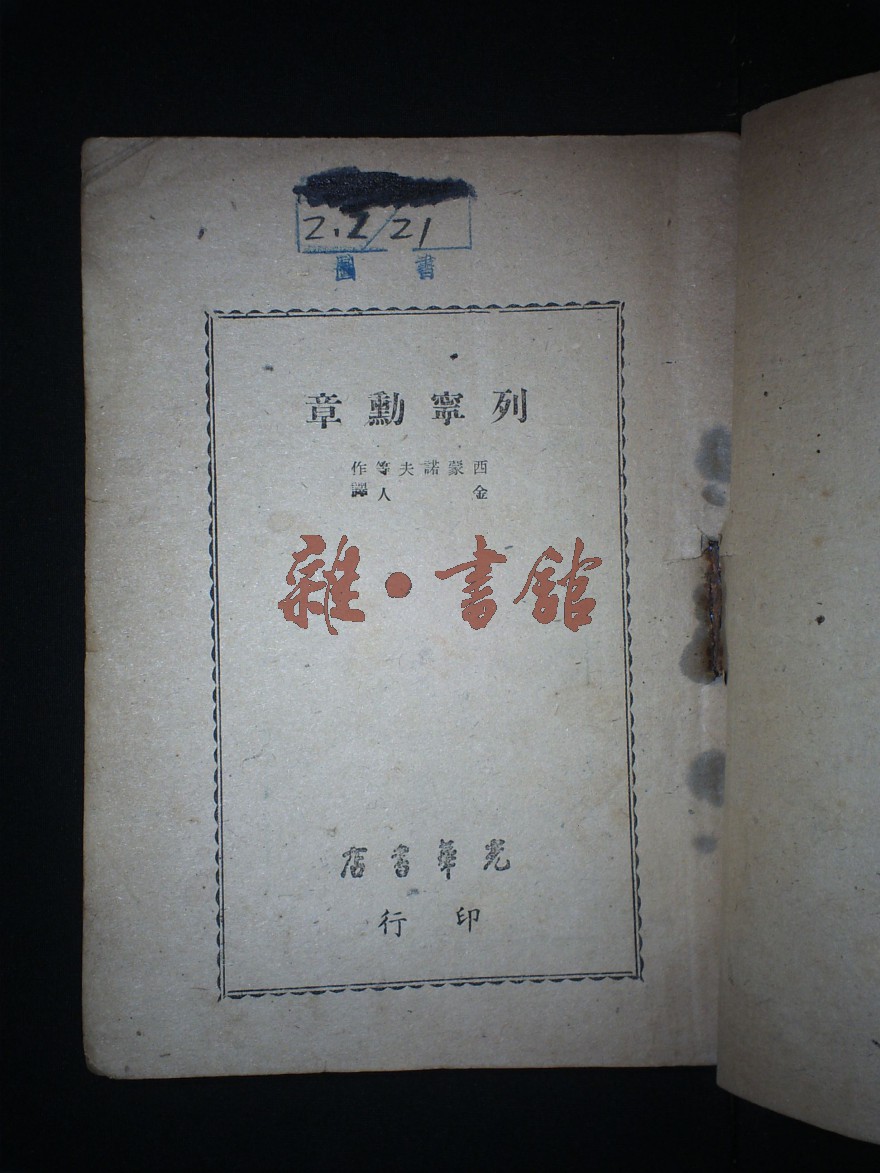 2.2/21
圖書
列寧勳章
西蒙諾夫等作
金人譯
雜·書館
光華書店
印行